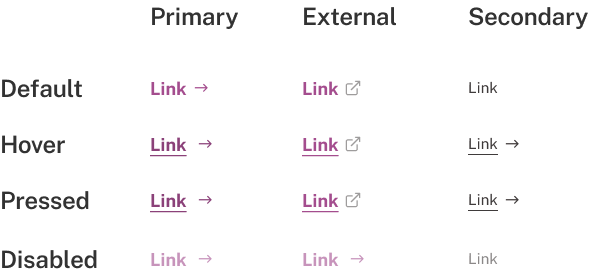 Primary External Secondary
Default Link → Link Link
Hover Link → Link Link →
Pressed Link → Link Link →
Disabled Link → Link → Link